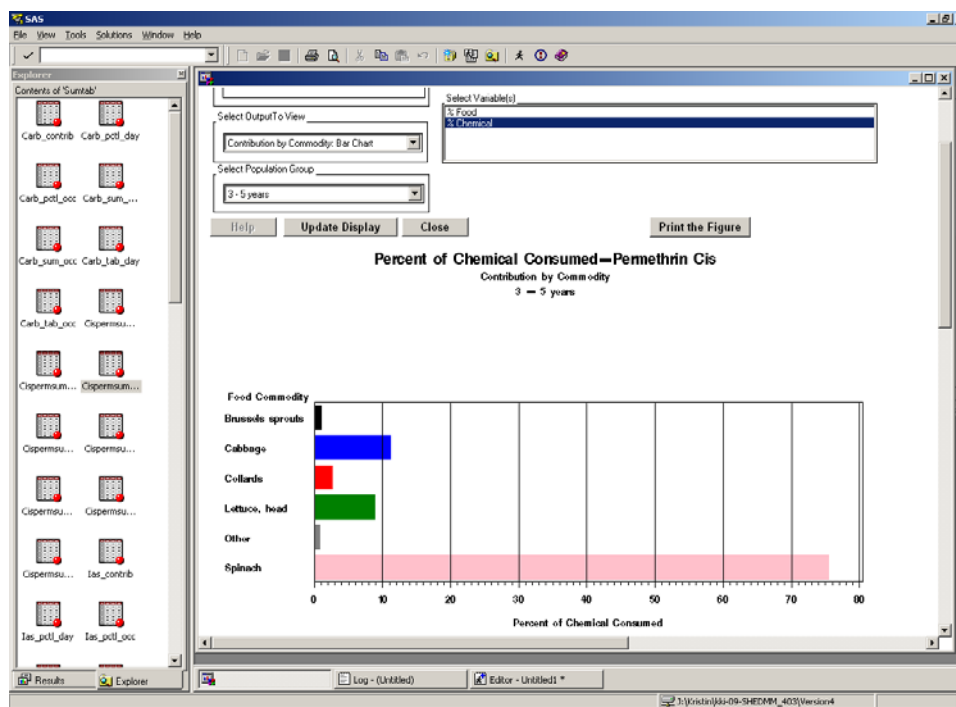 SAS
File View Tools Solutions Window Help
Explorer
Contents of 'Sumtab'
Carb_contrib Carb_pctl_day
Carb_pctl_occ Carb_sum_...
Carb_sum_occ Carb_tab_day
Carb_tab_occ Cispermsu...
Cispermsum... Cispermsum...
Cispermsu... Cispermsu...
Cispermsu... Cispermsu...
Cispermsu... Ias_contrib
Ias_pctl_day Ias_pctl_occ
Results Explorer
Select Variable(s)
% Food
% Chemical
Select OutputTo View
Contribution by Commodity: Bar Chart
Select Population Group
3 - 5 years
Help Update Display Close Print the Figure
Percent of Chemical Consumed—Permethrin Cis
Contribution by Commodity
3 — 5 years
Food Commodity
Brussels sprouts
Cabbage
Collards
Lettuce, head
Other
Spinach
0 10 20 30 40 50 60 70 80
Percent of Chemical Consumed
Log - (Untitled) Editor - Untitled1 *